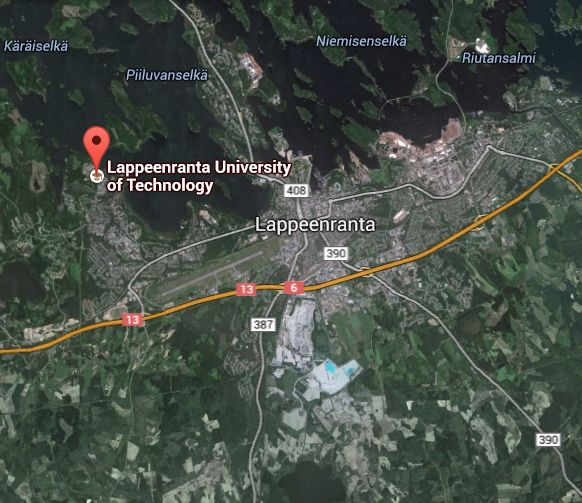 Käräiselkä
Niemisenselkä
Riutansalmi
Piiluvanselkä
Lappeenranta University
of Technology
408
Lappeenranta
390
13
6
13
387
390